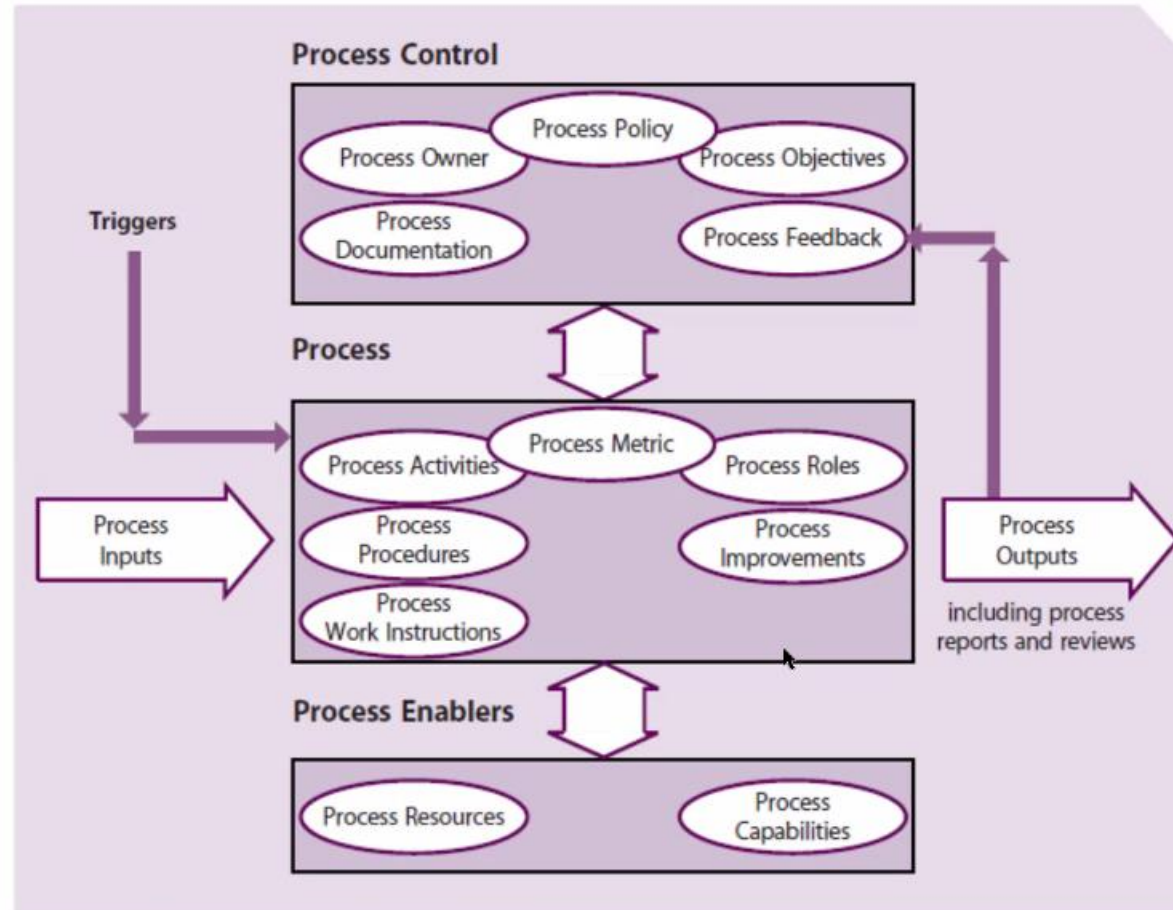 Process Control
Process Policy
Process Owner
Process Objectives
Process
Documentation
Process Feedback
Triggers
Process
Process Metric
Process Activities
Process Roles
Process
Procedures
Process
Improvements
Process
Work Instructions
Process
Inputs
Process
Outputs
including process
reports and reviews
Process Enablers
Process Resources
Process
Capabilities